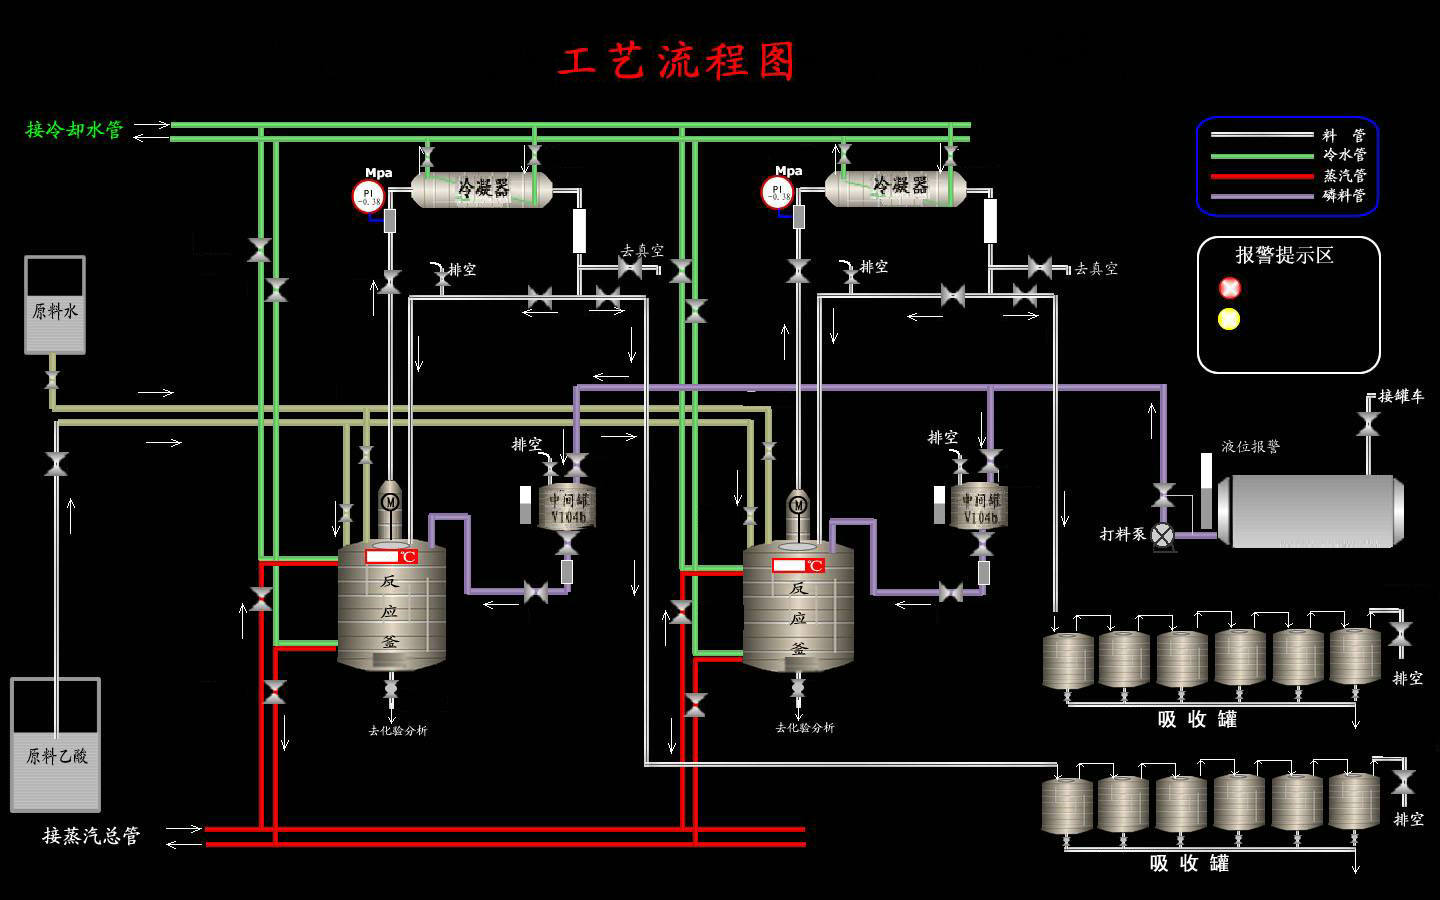 工艺流程图
接冷却水管
料 管
冷水管
蒸汽管
磷料管
Mpa
PI
-0.38
冷凝器
Mpa
PI
-0.38
冷凝器
报警提示区
排空
去真空
排空
去真空
原料水
接罐车
排空
排空
液位报警
M
中间罐
V104b
M
中间罐
V104b
打料泵
℃
反
应
釜
℃
反
应
釜
排空
吸 收 罐
去化验分析
去化验分析
原料乙酸
排空
接蒸汽总管
吸 收 罐